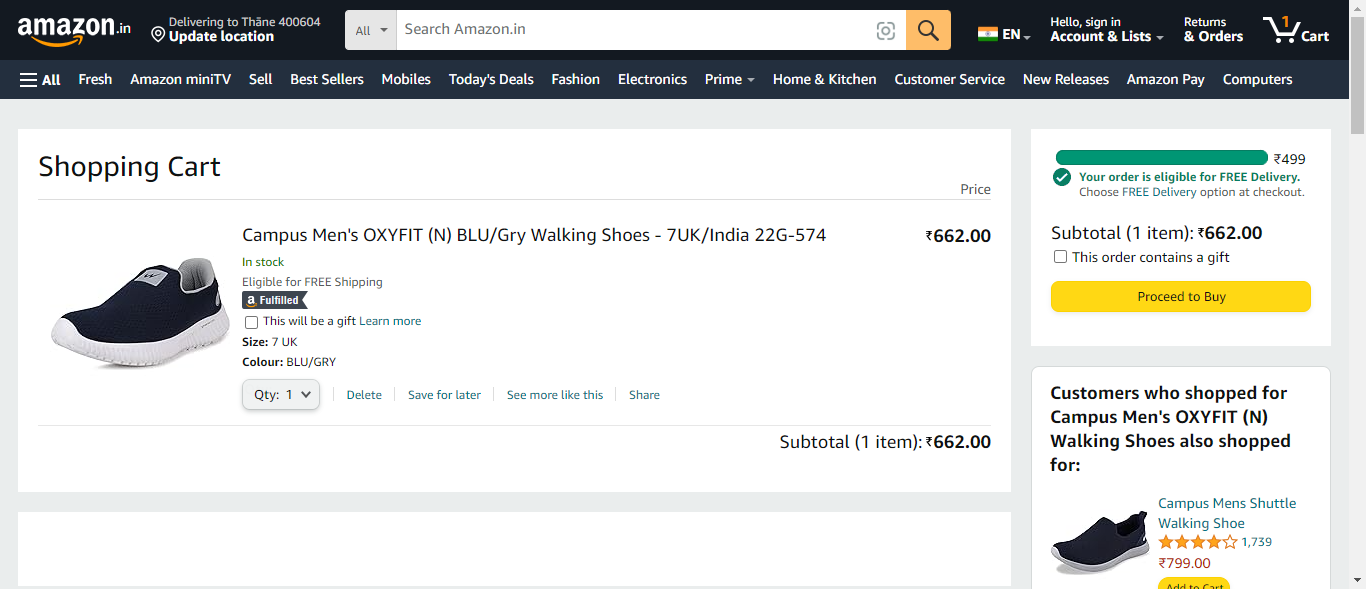 amazon.in
Delivering to Thāne 400604
Update location
All
Search Amazon.in
EN
Hello, sign in
Account & Lists
Returns
& Orders
1
Cart
All
Fresh
Amazon miniTV
Sell
Best Sellers
Mobiles
Today's Deals
Fashion
Electronics
Prime
Home & Kitchen
Customer Service
New Releases
Amazon Pay
Computers
Shopping Cart
Price
Campus Men's OXYFIT (N) BLU/Gry Walking Shoes - 7UK/India 22G-574
₹662.00
In stock
Eligible for FREE Shipping
a Fulfilled
This will be a gift Learn more
Size: 7 UK
Colour: BLU/GRY
Qty: 1
Delete
Save for later
See more like this
Share
Subtotal (1 item): ₹662.00
₹499
Your order is eligible for FREE Delivery.
Choose FREE Delivery option at checkout.
Subtotal (1 item): ₹662.00
This order contains a gift
Proceed to Buy
Customers who shopped for
Campus Men's OXYFIT (N)
Walking Shoes also shopped
for:
Campus Mens Shuttle
Walking Shoe
1,739
₹799.00
Add to Cart